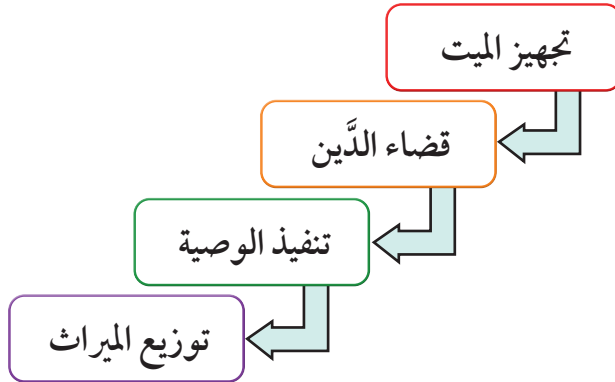 تجهيز الميت
قضاء الدَّين
تنفيذ الوصية
توزيع الميراث